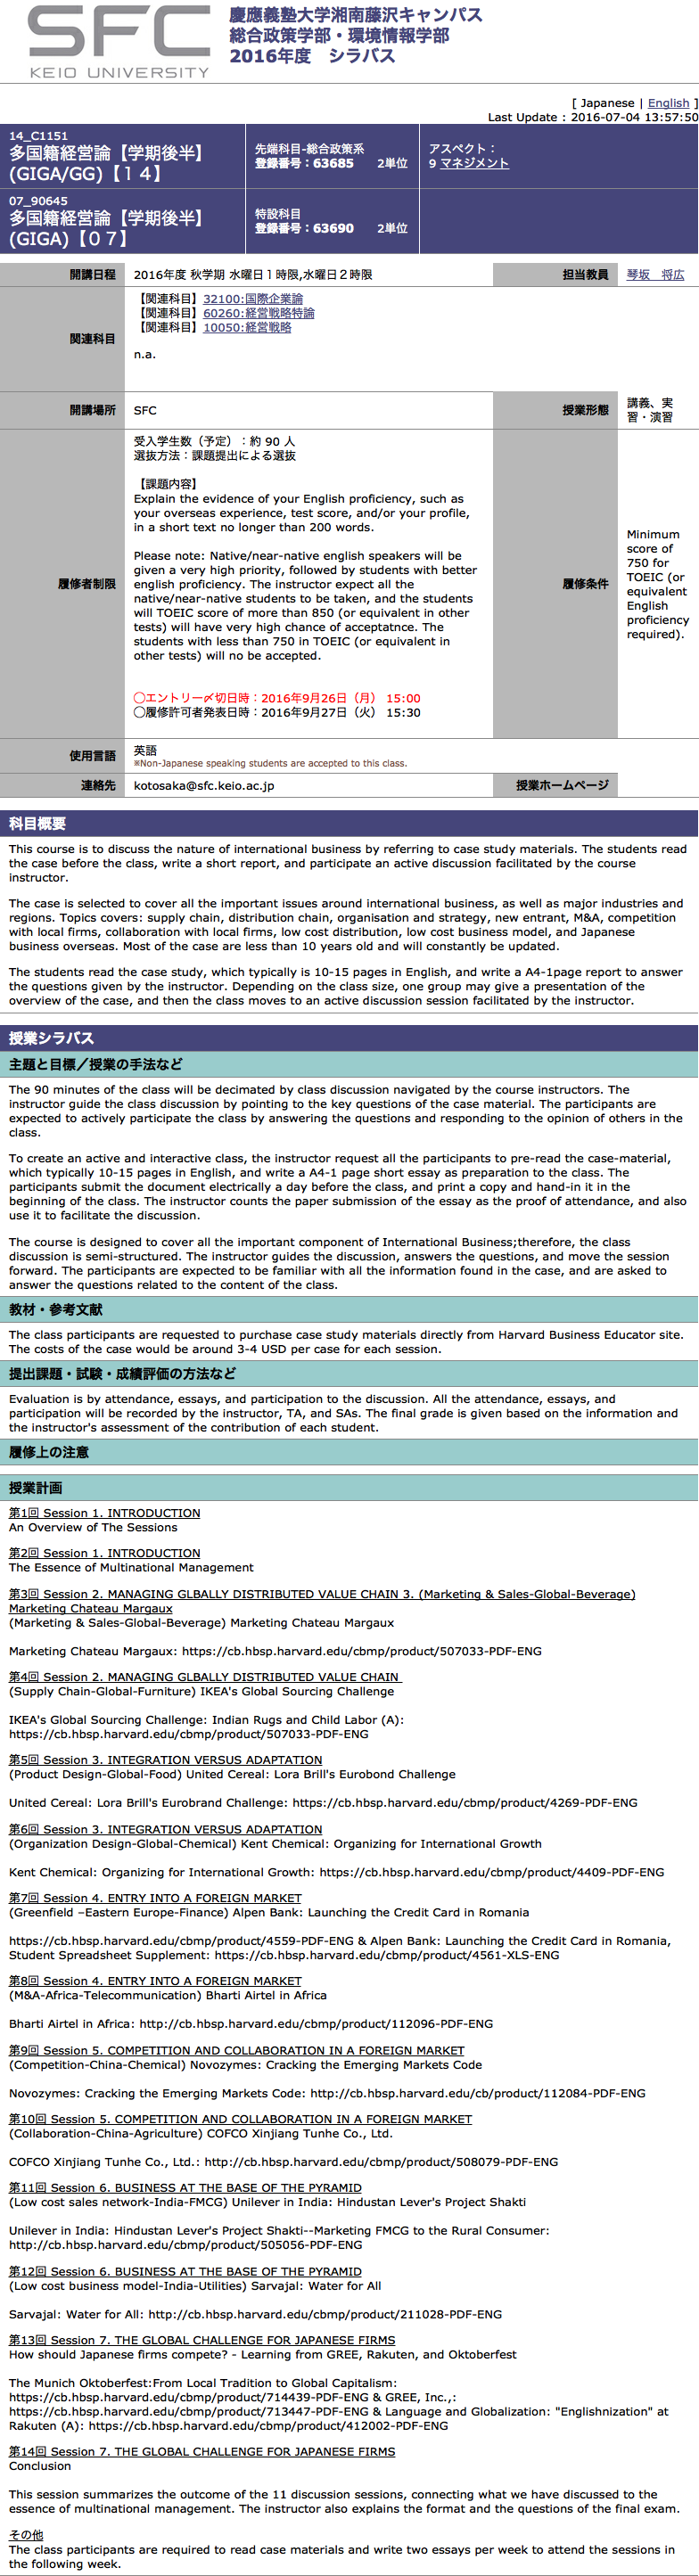 SFC
KEIO UNIVERSITY
慶應義塾大学湘南藤沢キャンパス
総合政策学部・環境情報学部
2016年度　シラバス
[ Japanese | English ]
Last Update : 2016-07-04 13:57:50
14_C1151
多国籍経営論【学期後半】
(GIGA/GG)【１４】
先端科目-総合政策系
登録番号：63685　2単位
アスペクト：
9 マネジメント
07_90645
多国籍経営論【学期後半】
(GIGA)【０７】
特設科目
登録番号：63690　2単位
開講日程
2016年度 秋学期 水曜日１時限,水曜日２時限
担当教員
琴坂　将広
関連科目
【関連科目】32100:国際企業論
【関連科目】60260:経営戦略特論
【関連科目】10050:経営戦略
n.a.
開講場所
SFC
授業形態
講義、実
習・演習
履修者制限
受入学生数（予定）：約 90 人
選抜方法：課題提出による選抜
【課題内容】
Explain the evidence of your English proficiency, such as
your overseas experience, test score, and/or your profile,
in a short text no longer than 200 words.
Please note: Native/near-native english speakers will be
given a very high priority, followed by students with better
english proficiency. The instructor expect all the
native/near-native students to be taken, and the students
will TOEIC score of more than 850 (or equivalent in other
tests) will have very high chance of acceptatnce. The
students with less than 750 in TOEIC (or equivalent in
other tests) will no be accepted.
◯エントリー〆切日時：2016年9月26日（月） 15:00
◯履修許可者発表日時：2016年9月27日（火） 15:30
履修条件
Minimum
score of
750 for
TOEIC (or
equivalent
English
proficiency
required).
使用言語
英語
※Non-Japanese speaking students are accepted to this class.
連絡先
kotosaka@sfc.keio.ac.jp
授業ホームページ
科目概要
This course is to discuss the nature of international business by referring to case study materials. The students read
the case before the class, write a short report, and participate an active discussion facilitated by the course
instructor.
The case is selected to cover all the important issues around international business, as well as major industries and
regions. Topics covers: supply chain, distribution chain, organisation and strategy, new entrant, M&A, competition
with local firms, collaboration with local firms, low cost distribution, low cost business model, and Japanese
business overseas. Most of the case are less than 10 years old and will constantly be updated.
The students read the case study, which typically is 10-15 pages in English, and write a A4-1page report to answer
the questions given by the instructor. Depending on the class size, one group may give a presentation of the
overview of the case, and then the class moves to an active discussion session facilitated by the instructor.
授業シラバス
主題と目標／授業の手法など
The 90 minutes of the class will be decimated by class discussion navigated by the course instructors. The
instructor guide the class discussion by pointing to the key questions of the case material. The participants are
expected to actively participate the class by answering the questions and responding to the opinion of others in the
class.
To create an active and interactive class, the instructor request all the participants to pre-read the case-material,
which typically 10-15 pages in English, and write a A4-1 page short essay as preparation to the class. The
participants submit the document electrically a day before the class, and print a copy and hand-in it in the
beginning of the class. The instructor counts the paper submission of the essay as the proof of attendance, and also
use it to facilitate the discussion.
The course is designed to cover all the important component of International Business;therefore, the class
discussion is semi-structured. The instructor guides the discussion, answers the questions, and move the session
forward. The participants are expected to be familiar with all the information found in the case, and are asked to
answer the questions related to the content of the class.
教材・参考文献
The class participants are requested to purchase case study materials directly from Harvard Business Educator site.
The costs of the case would be around 3-4 USD per case for each session.
提出課題・試験・成績評価の方法など
Evaluation is by attendance, essays, and participation to the discussion. All the attendance, essays, and
participation will be recorded by the instructor, TA, and SAs. The final grade is given based on the information and
the instructor's assessment of the contribution of each student.
履修上の注意
授業計画
第1回 Session 1. INTRODUCTION
An Overview of The Sessions
第2回 Session 1. INTRODUCTION
The Essence of Multinational Management
第3回 Session 2. MANAGING GLBALLY DISTRIBUTED VALUE CHAIN 3. (Marketing & Sales-Global-Beverage)
Marketing Chateau Margaux
(Marketing & Sales-Global-Beverage) Marketing Chateau Margaux
Marketing Chateau Margaux: https://cb.hbsp.harvard.edu/cbmp/product/507033-PDF-ENG
第4回 Session 2. MANAGING GLBALLY DISTRIBUTED VALUE CHAIN
(Supply Chain-Global-Furniture) IKEA's Global Sourcing Challenge
IKEA's Global Sourcing Challenge: Indian Rugs and Child Labor (A):
https://cb.hbsp.harvard.edu/cbmp/product/507033-PDF-ENG
第5回 Session 3. INTEGRATION VERSUS ADAPTATION
(Product Design-Global-Food) United Cereal: Lora Brill's Eurobond Challenge
United Cereal: Lora Brill's Eurobrand Challenge: https://cb.hbsp.harvard.edu/cbmp/product/4269-PDF-ENG
第6回 Session 3. INTEGRATION VERSUS ADAPTATION
(Organization Design-Global-Chemical) Kent Chemical: Organizing for International Growth
Kent Chemical: Organizing for International Growth: https://cb.hbsp.harvard.edu/cbmp/product/4409-PDF-ENG
第7回 Session 4. ENTRY INTO A FOREIGN MARKET
(Greenfield –Eastern Europe-Finance) Alpen Bank: Launching the Credit Card in Romania
https://cb.hbsp.harvard.edu/cbmp/product/4559-PDF-ENG & Alpen Bank: Launching the Credit Card in Romania,
Student Spreadsheet Supplement: https://cb.hbsp.harvard.edu/cbmp/product/4561-XLS-ENG
第8回 Session 4. ENTRY INTO A FOREIGN MARKET
(M&A-Africa-Telecommunication) Bharti Airtel in Africa
Bharti Airtel in Africa: http://cb.hbsp.harvard.edu/cbmp/product/112096-PDF-ENG
第9回 Session 5. COMPETITION AND COLLABORATION IN A FOREIGN MARKET
(Competition-China-Chemical) Novozymes: Cracking the Emerging Markets Code
Novozymes: Cracking the Emerging Markets Code: http://cb.hbsp.harvard.edu/cb/product/112084-PDF-ENG
第10回 Session 5. COMPETITION AND COLLABORATION IN A FOREIGN MARKET
(Collaboration-China-Agriculture) COFCO Xinjiang Tunhe Co., Ltd.
COFCO Xinjiang Tunhe Co., Ltd.: http://cb.hbsp.harvard.edu/cbmp/product/508079-PDF-ENG
第11回 Session 6. BUSINESS AT THE BASE OF THE PYRAMID
(Low cost sales network-India-FMCG) Unilever in India: Hindustan Lever's Project Shakti
Unilever in India: Hindustan Lever's Project Shakti--Marketing FMCG to the Rural Consumer:
http://cb.hbsp.harvard.edu/cbmp/product/505056-PDF-ENG
第12回 Session 6. BUSINESS AT THE BASE OF THE PYRAMID
(Low cost business model-India-Utilities) Sarvajal: Water for All
Sarvajal: Water for All: http://cb.hbsp.harvard.edu/cbmp/product/211028-PDF-ENG
第13回 Session 7. THE GLOBAL CHALLENGE FOR JAPANESE FIRMS
How should Japanese firms compete? - Learning from GREE, Rakuten, and Oktoberfest
The Munich Oktoberfest:From Local Tradition to Global Capitalism:
https://cb.hbsp.harvard.edu/cbmp/product/714439-PDF-ENG & GREE, Inc.,:
https://cb.hbsp.harvard.edu/cbmp/product/713447-PDF-ENG & Language and Globalization: "Englishnization" at
Rakuten (A): https://cb.hbsp.harvard.edu/cbmp/product/412002-PDF-ENG
第14回 Session 7. THE GLOBAL CHALLENGE FOR JAPANESE FIRMS
Conclusion
This session summarizes the outcome of the 11 discussion sessions, connecting what we have discussed to the
essence of multinational management. The instructor also explains the format and the questions of the final exam.
その他
The class participants are required to read case materials and write two essays per week to attend the sessions in
the following week.